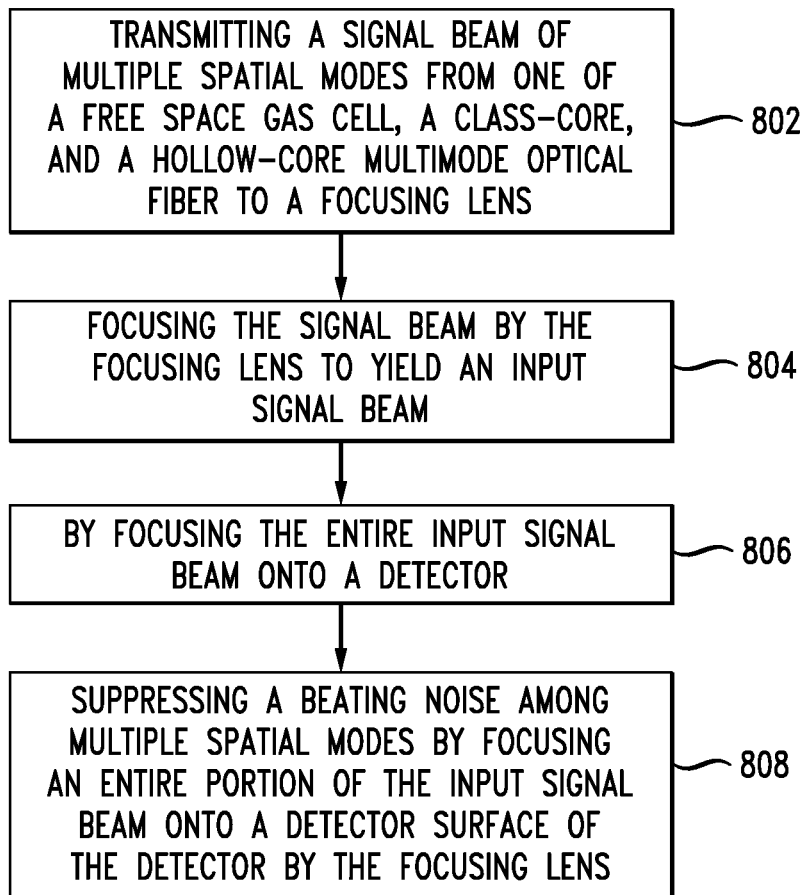 TRANSMITTING A SIGNAL BEAM OF
MULTIPLE SPATIAL MODES FROM ONE OF
A FREE SPACE GAS CELL, A CLASS-CORE,
AND A HOLLOW-CORE MULTIMODE OPTICAL
FIBER TO A FOCUSING LENS
802
FOCUSING THE SIGNAL BEAM BY THE
FOCUSING LENS TO YIELD AN INPUT
SIGNAL BEAM
804
BY FOCUSING THE ENTIRE INPUT SIGNAL
BEAM ONTO A DETECTOR
806
SUPPRESSING A BEATING NOISE AMONG
MULTIPLE SPATIAL MODES BY FOCUSING
AN ENTIRE PORTION OF THE INPUT SIGNAL
BEAM ONTO A DETECTOR SURFACE OF
THE DETECTOR BY THE FOCUSING LENS
808